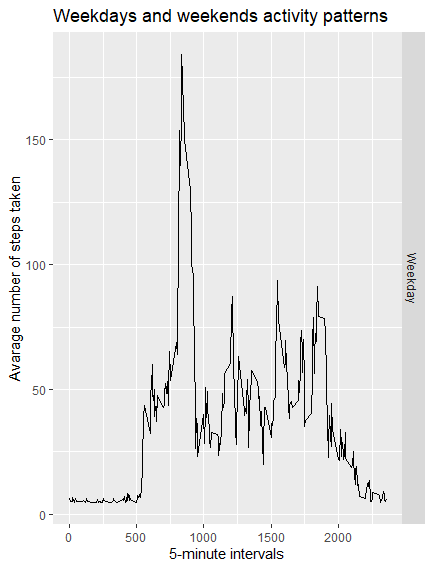 Weekdays and weekends activity patterns
Avarage number of steps taken
150
100
50
0
Weekday
0 500 1000 1500 2000
5-minute intervals